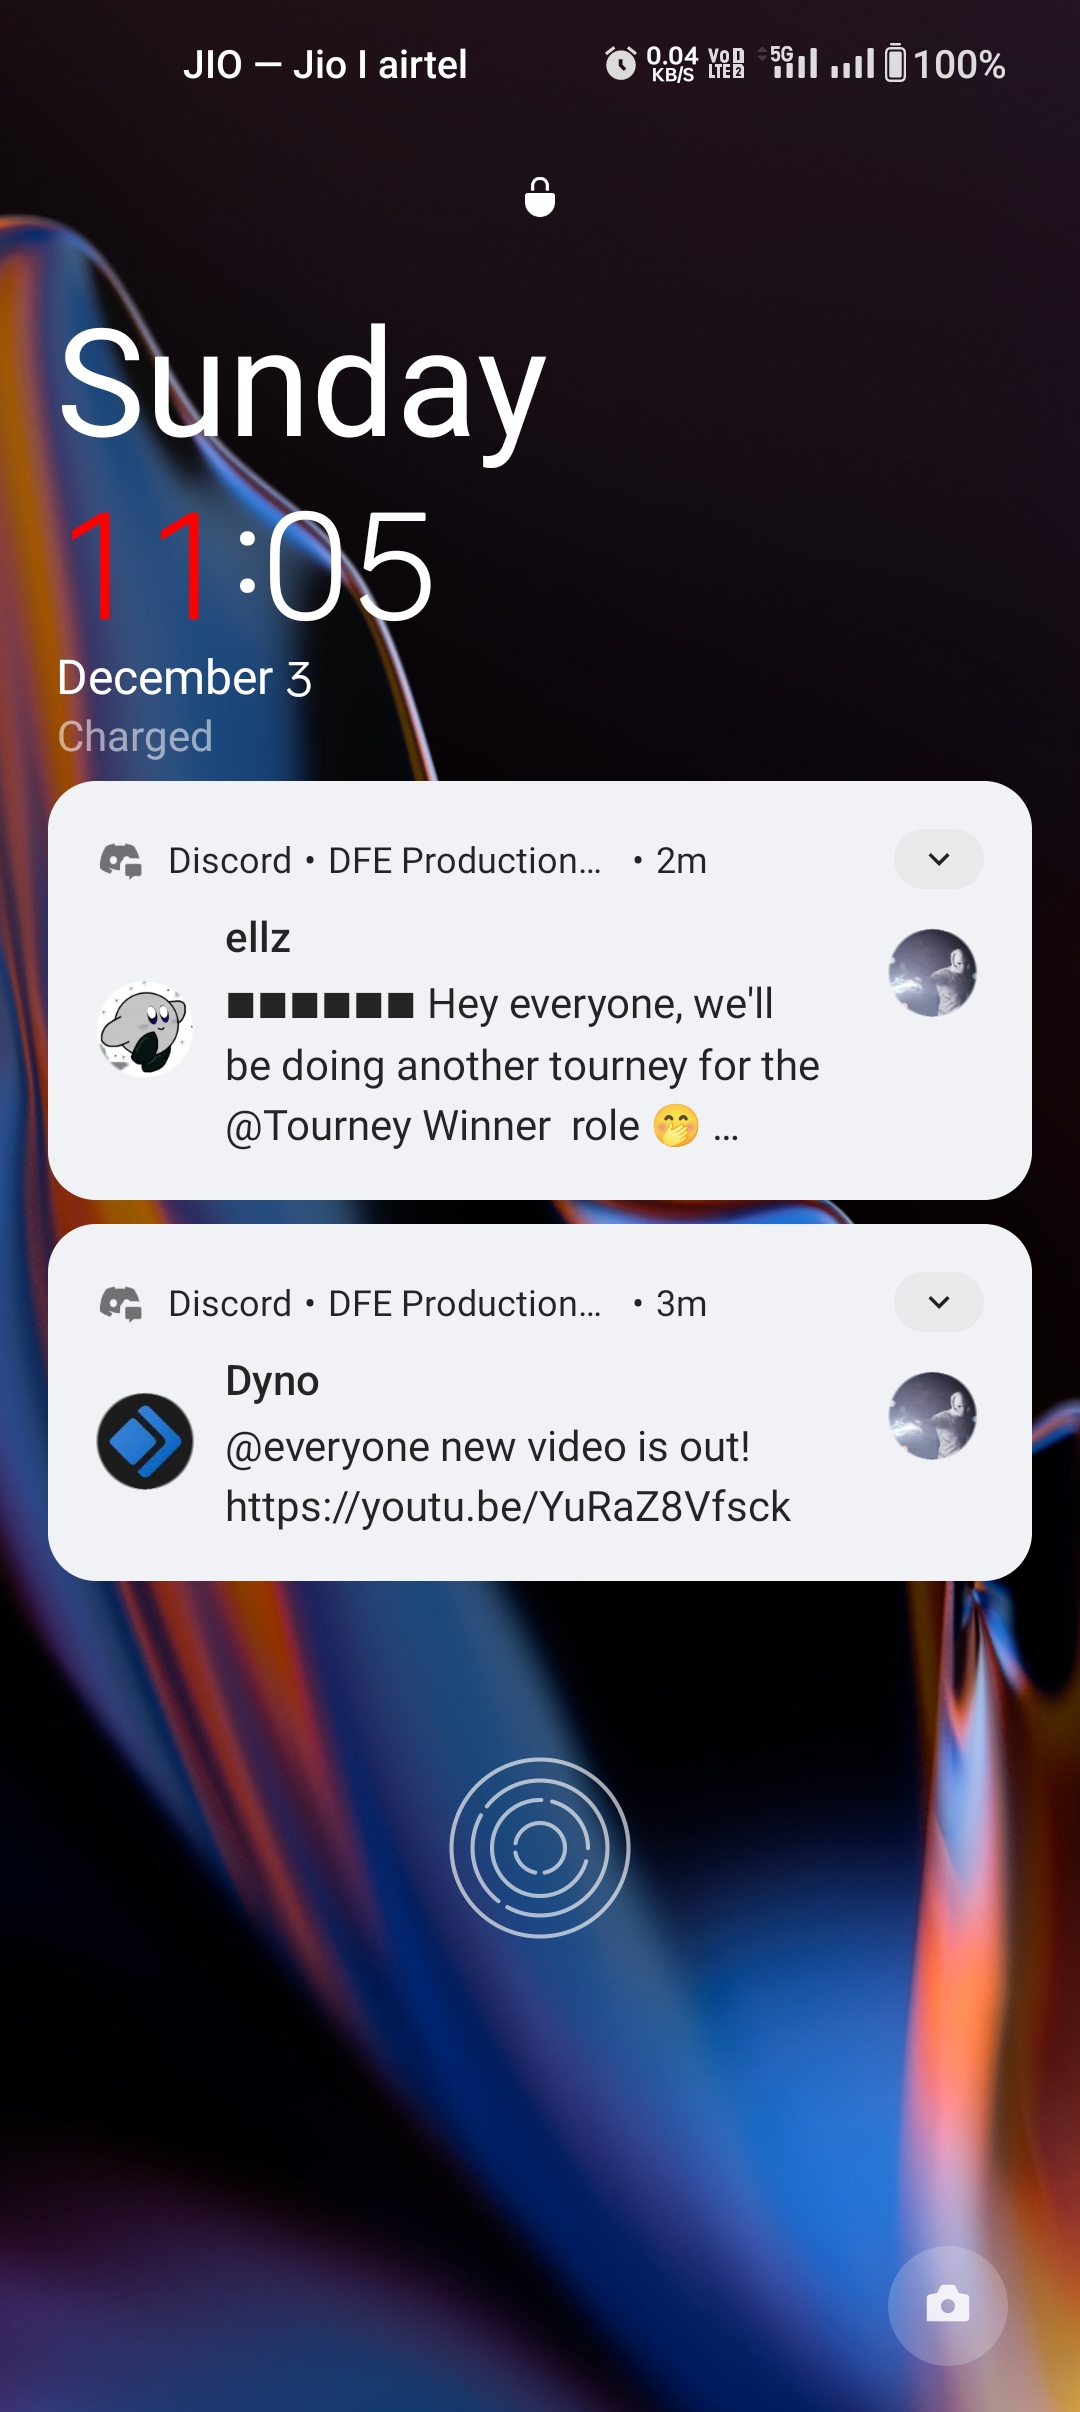 JIO — Jio I airtel
0.04 KB/S
VoLTE 1 2
5G
100%
Sunday
11:05
December 3
Charged
Discord • DFE Production... • 2m
ellz
■■■■■■ Hey everyone, we'll
be doing another tourney for the
@Tourney Winner role 🤭 ...
Discord • DFE Production... • 3m
Dyno
@everyone new video is out!
https://youtu.be/YuRaZ8Vfsck